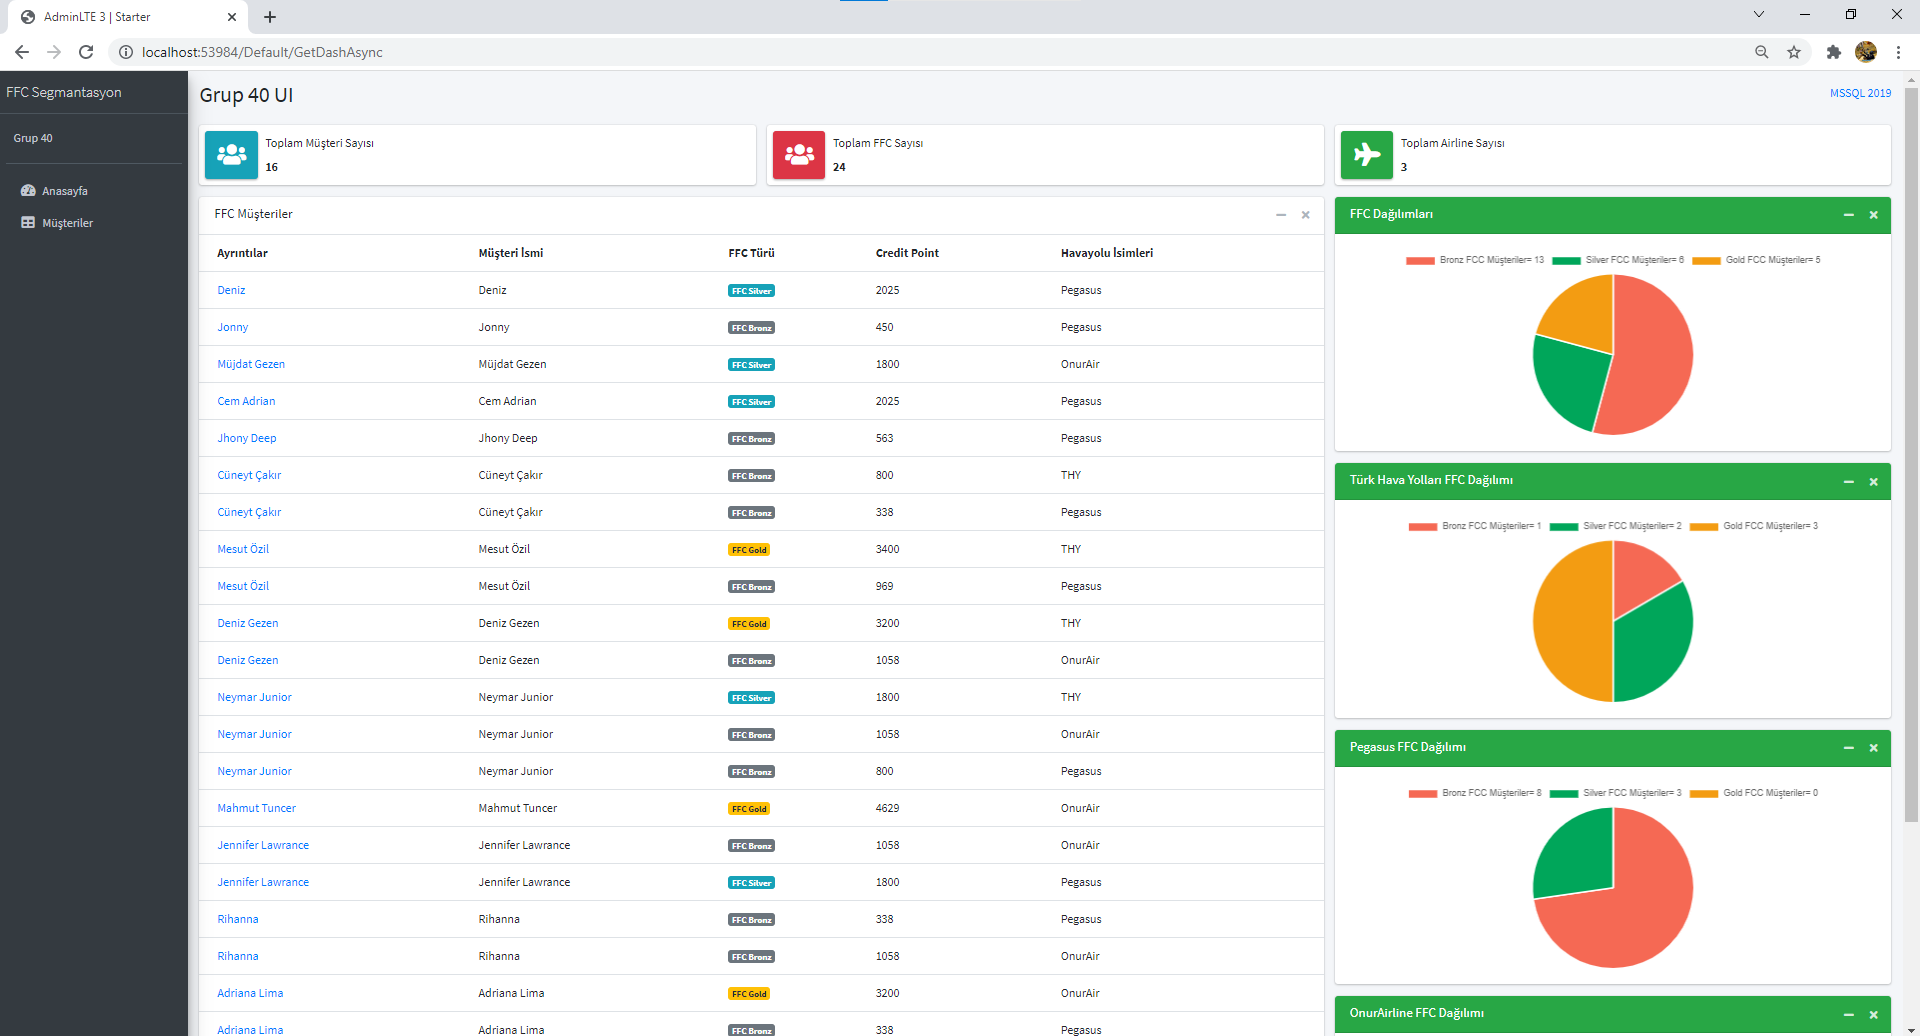 AdminLTE 3 | Starter
localhost:53984/Default/GetDashAsync
FFC Segmantasyon
Grup 40
Anasayfa
Müşteriler
Grup 40 UI
MSSQL 2019
Toplam Müşteri Sayısı
16
Toplam FFC Sayısı
24
Toplam Airline Sayısı
3
FFC Müşteriler
Ayrıntılar Müşteri İsmi FFC Türü Credit Point Havayolu İsimleri
Deniz Deniz FFC Silver 2025 Pegasus
Jonny Jonny FFC Bronz 450 Pegasus
Müjdat Gezen Müjdat Gezen FFC Silver 1800 OnurAir
Cem Adrian Cem Adrian FFC Silver 2025 Pegasus
Jhony Deep Jhony Deep FFC Bronz 563 Pegasus
Cüneyt Çakır Cüneyt Çakır FFC Bronz 800 THY
Cüneyt Çakır Cüneyt Çakır FFC Bronz 338 Pegasus
Mesut Özil Mesut Özil FFC Gold 3400 THY
Mesut Özil Mesut Özil FFC Bronz 969 Pegasus
Deniz Gezen Deniz Gezen FFC Gold 3200 THY
Deniz Gezen Deniz Gezen FFC Bronz 1058 OnurAir
Neymar Junior Neymar Junior FFC Silver 1800 THY
Neymar Junior Neymar Junior FFC Bronz 1058 OnurAir
Neymar Junior Neymar Junior FFC Bronz 800 Pegasus
Mahmut Tuncer Mahmut Tuncer FFC Gold 4629 OnurAir
Jennifer Lawrance Jennifer Lawrance FFC Bronz 1058 OnurAir
Jennifer Lawrance Jennifer Lawrance FFC Silver 1800 Pegasus
Rihanna Rihanna FFC Bronz 338 Pegasus
Rihanna Rihanna FFC Bronz 1058 OnurAir
Adriana Lima Adriana Lima FFC Gold 3200 OnurAir
Adriana Lima Adriana Lima FFC Bronz 338 Pegasus
FFC Dağılımları
Bronz FCC Müşteriler= 13 Silver FCC Müşteriler= 6 Gold FCC Müşteriler= 5
Türk Hava Yolları FFC Dağılımı
Bronz FCC Müşteriler= 1 Silver FCC Müşteriler= 2 Gold FCC Müşteriler= 3
Pegasus FFC Dağılımı
Bronz FCC Müşteriler= 8 Silver FCC Müşteriler= 3 Gold FCC Müşteriler= 0
OnurAirline FFC Dağılımı